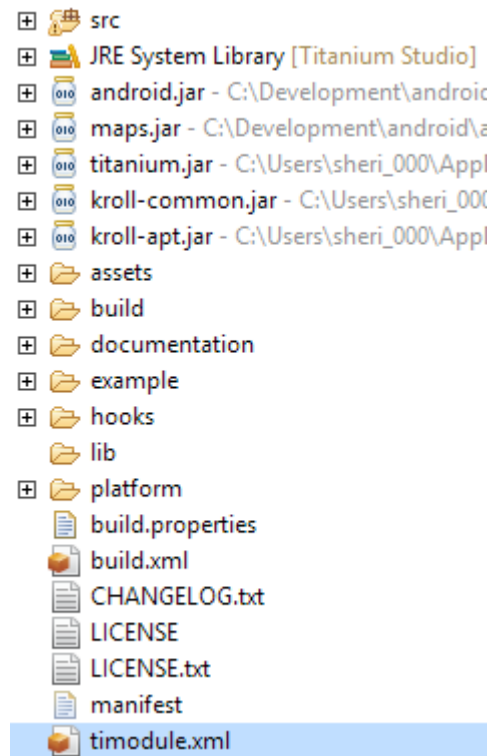 src
JRE System Library [Titanium Studio]
android.jar - C:\Development\android
maps.jar - C:\Development\android\a
titanium.jar - C:\Users\sheri_000\Appl
kroll-common.jar - C:\Users\sheri_000
kroll-apt.jar - C:\Users\sheri_000\Appl
assets
build
documentation
example
hooks
lib
platform
build.properties
build.xml
CHANGELOG.txt
LICENSE
LICENSE.txt
manifest
timodule.xml